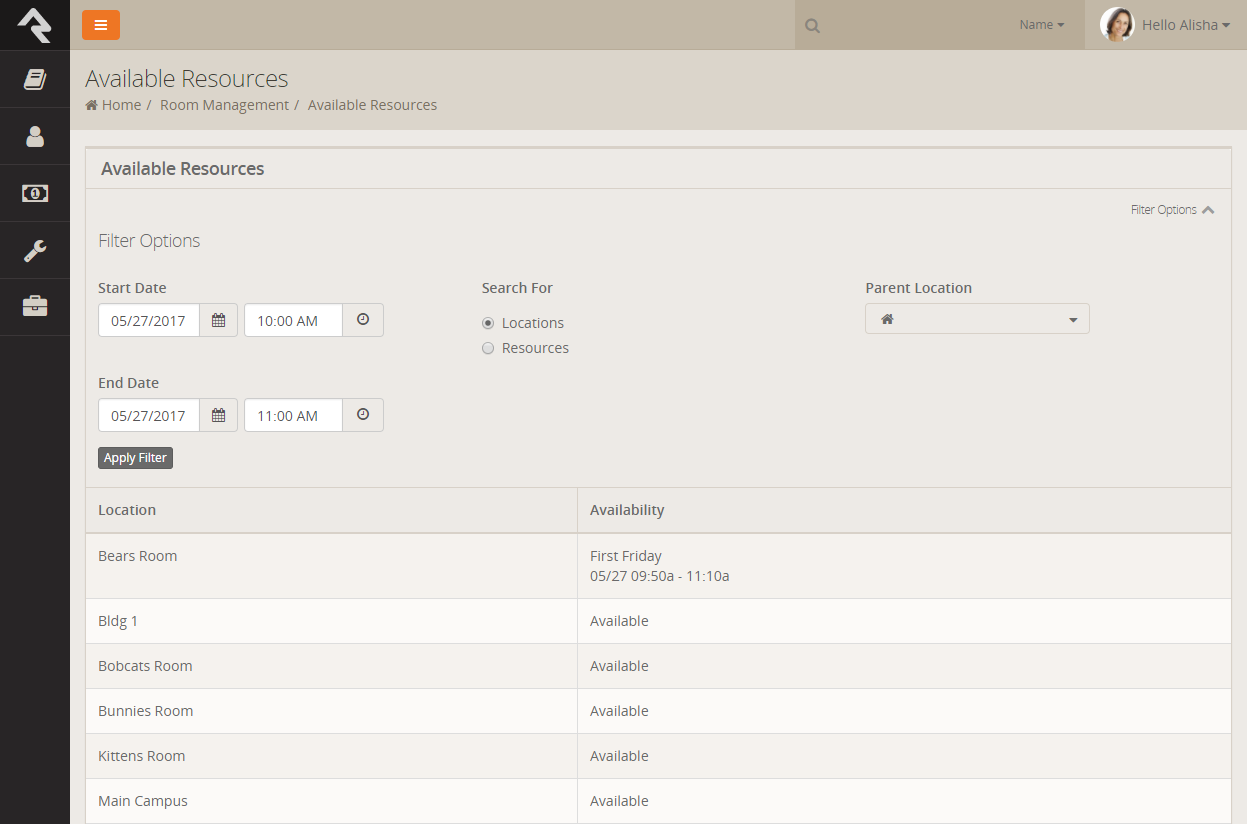 Name
Hello Alisha
Available Resources
Home / Room Management / Available Resources
Available Resources
Filter Options
Filter Options
Start Date
05/27/2017
10:00 AM
Search For
Locations
Resources
Parent Location
End Date
05/27/2017
11:00 AM
Apply Filter
Location Availability
Bears Room First Friday
05/27 09:50a - 11:10a
Bldg 1 Available
Bobcats Room Available
Bunnies Room Available
Kittens Room Available
Main Campus Available